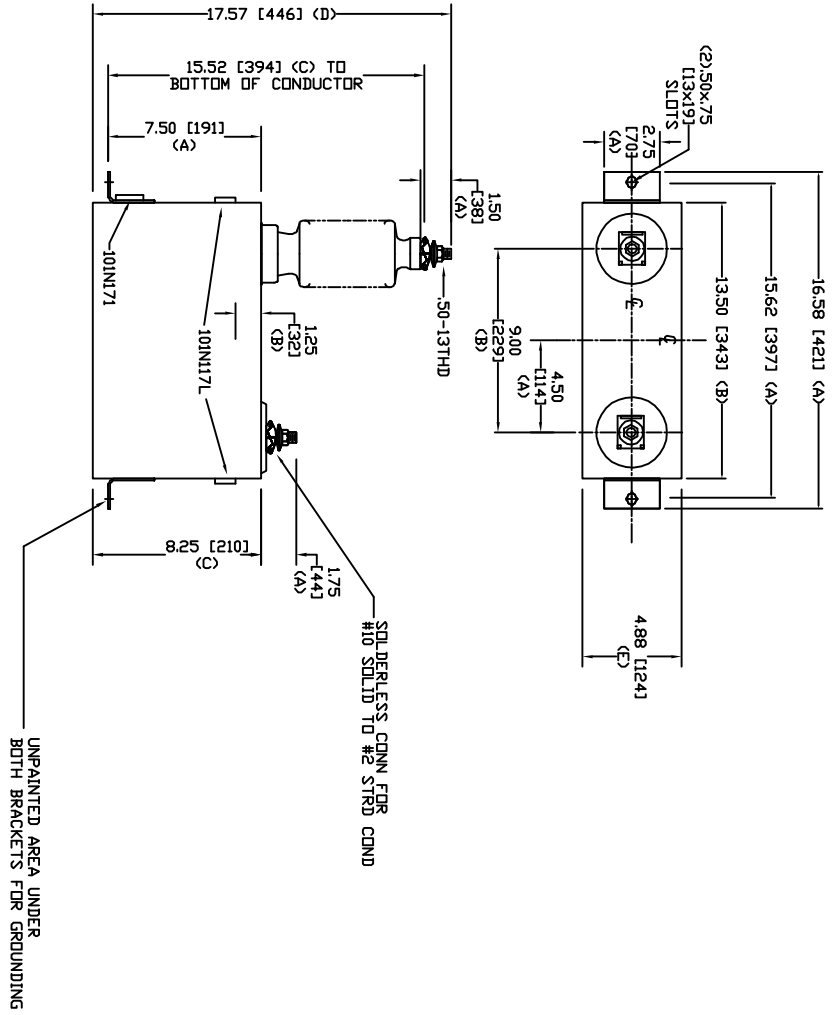 17.57 [446] (D)
15.52 [394] (C) TO
BOTTOM OF CONDUCTOR
7.50 [191]
(A)
1.50
[38]
(A)
.50-13THD
101N171
101N117L
1.25
[32]
(B)
8.25 [210]
(C)
1.75
[44]
(A)
SOLDERLESS CONN FOR
#10 SOLID TO #2 STRD COND
UNPAINTED AREA UNDER
BOTH BRACKETS FOR GROUNDING
(2).50x.75
[13x19]
SLOTS
2.75
[70]
(A)
16.58 [421] (A)
15.62 [397] (A)
13.50 [343] (B)
9.00
[229]
(B)
4.50
[114]
(A)
CL
CL
4.88 [124]
(E)